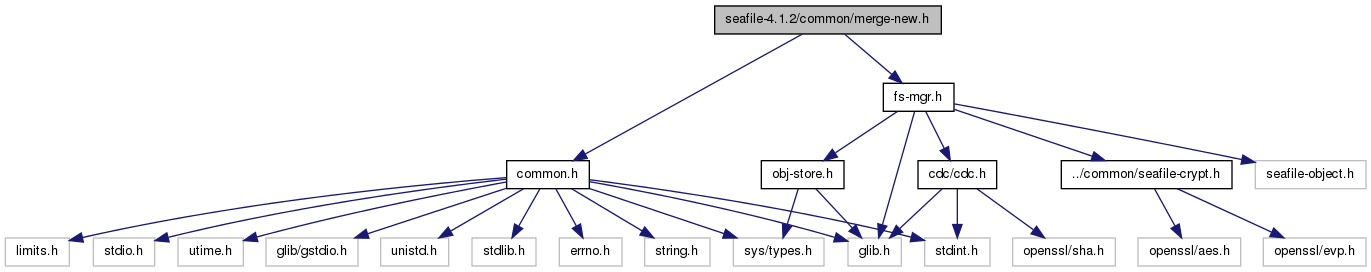 seafile-4.1.2/common/merge-new.h
fs-mgr.h
common.h
obj-store.h
cdc/cdc.h
../common/seafile-crypt.h
seafile-object.h
limits.h
stdio.h
utime.h
glib/gstdio.h
unistd.h
stdlib.h
errno.h
string.h
sys/types.h
glib.h
stdint.h
openssl/sha.h
openssl/aes.h
openssl/evp.h